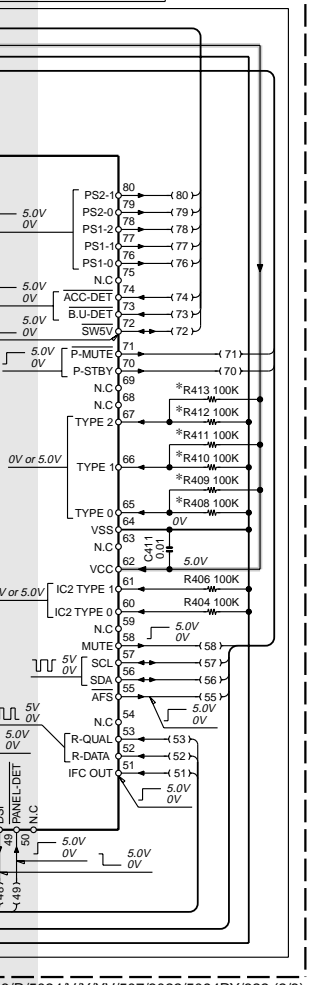 80
PS2-1 (80)
79
5.0V PS2-0 (79)
0V 78
PS1-2 (78)
77
PS1-1 (77)
76
PS1-0 (76)
75
N.C
5.0V 74
0V ACC-DET (74)
73
B.U-DET (73)
5.0V 72
0V SW5V (72)
71
5.0V P-MUTE (71)
0V 70
P-STBY (70)
69
N.C
*R413 100K
68
N.C
*R412 100K
67
TYPE 2
*R411 100K
0V or 5.0V 66 *R410 100K
TYPE 1
*R409 100K
65 *R408 100K
TYPE 0
64 0V
VSS
63
N.C
C411
0.01
62 5.0V
VCC
61 R406 100K
V or 5.0V IC2 TYPE 1
60 R404 100K
IC2 TYPE 0
59
N.C
5.0V
0V
58
MUTE (58)
5V 57
0V SCL (57)
56
SDA (56)
55
AFS (55)
5.0V
0V
5V 54
0V N.C
5.0V 53
0V R-QUAL (53)
52
R-DATA (52)
51
IFC OUT (51)
5.0V
0V
PANEL-DET
N.C
49
50
5.0V
0V
5.0V
0V
(49)